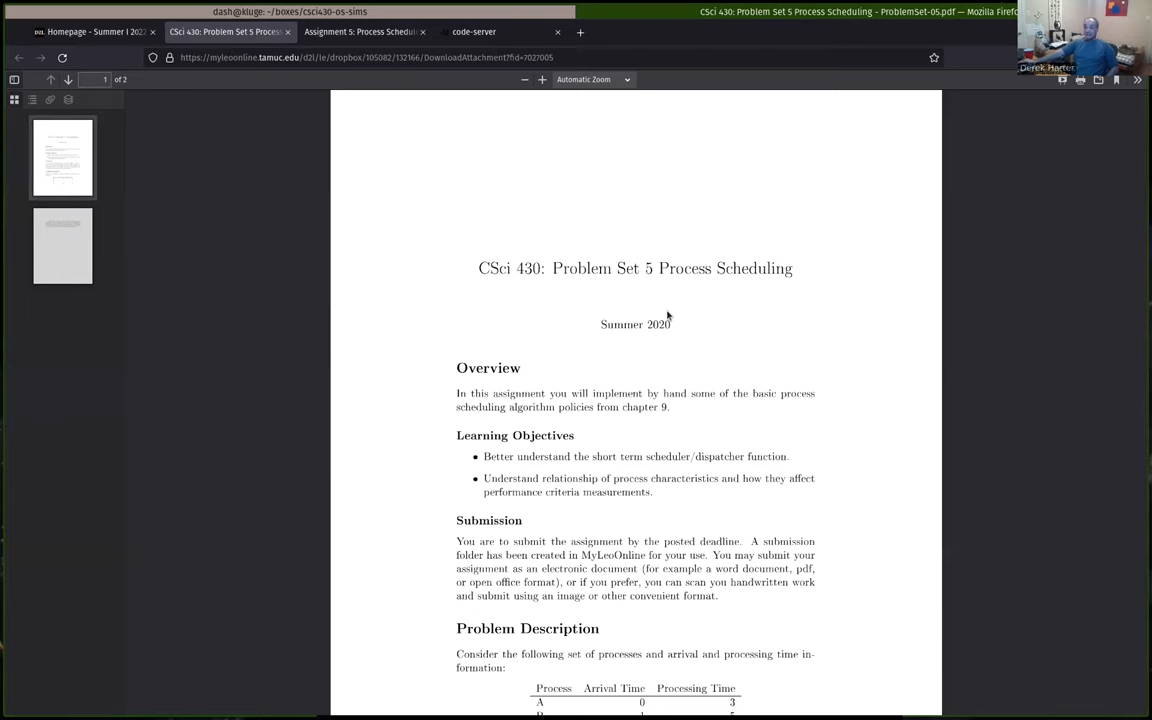 dash@kluge: ~/boxes/csci430-os-sims
CSci 430: Problem Set 5 Process Scheduling - ProblemSet-05.pdf — Mozilla Firefo
Homepage - Summer I 2022
CSci 430: Problem Set 5 Proces
Assignment 5: Process Schedul
code-server
https://myleoonline.tamuc.edu/d2l/le/dropbox/105082/132166/DownloadAttachment?fid=7027005
Derek Harter
1 of 2
Automatic Zoom
CSci 430: Problem Set 5 Process Scheduling
Summer 2020
Overview
In this assignment you will implement by hand some of the basic process
scheduling algorithm policies from chapter 9.
Learning Objectives
• Better understand the short term scheduler/dispatcher function.
• Understand relationship of process characteristics and how they affect
performance criteria measurements.
Submission
You are to submit the assignment by the posted deadline. A submission
folder has been created in MyLeoOnline for your use. You may submit your
assignment as an electronic document (for example a word document, pdf,
or open office format), or if you prefer, you can scan you handwritten work
and submit using an image or other convenient format.
Problem Description
Consider the following set of processes and arrival and processing time in-
formation:
Process Arrival Time Processing Time
A 0 3